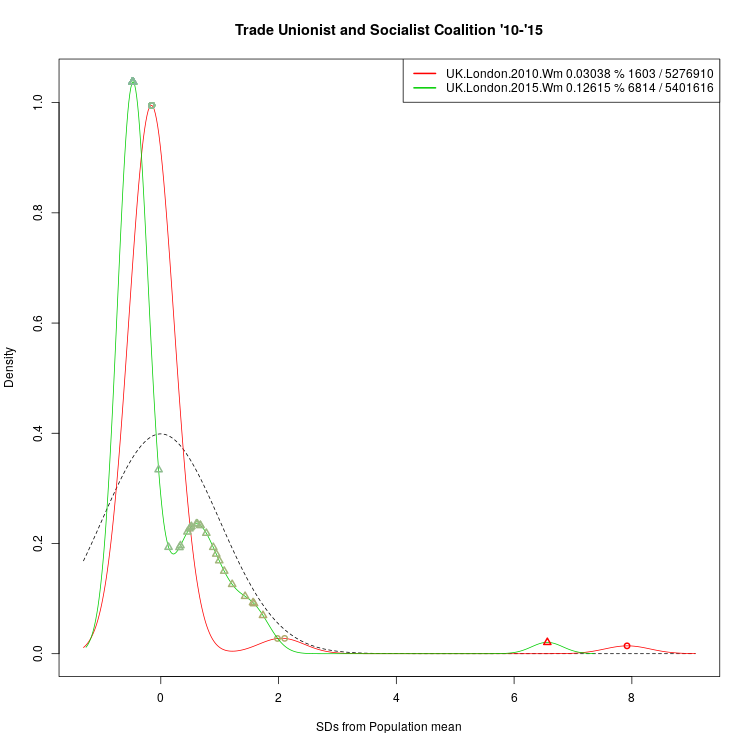 Trade Unionist and Socialist Coalition '10-'15
UK.London.2010.Wm 0.03038 % 1603 / 5276910
UK.London.2015.Wm 0.12615 % 6814 / 5401616
1.0
0.8
0.6
0.4
0.2
0.0
Density
0 2 4 6 8
SDs from Population mean